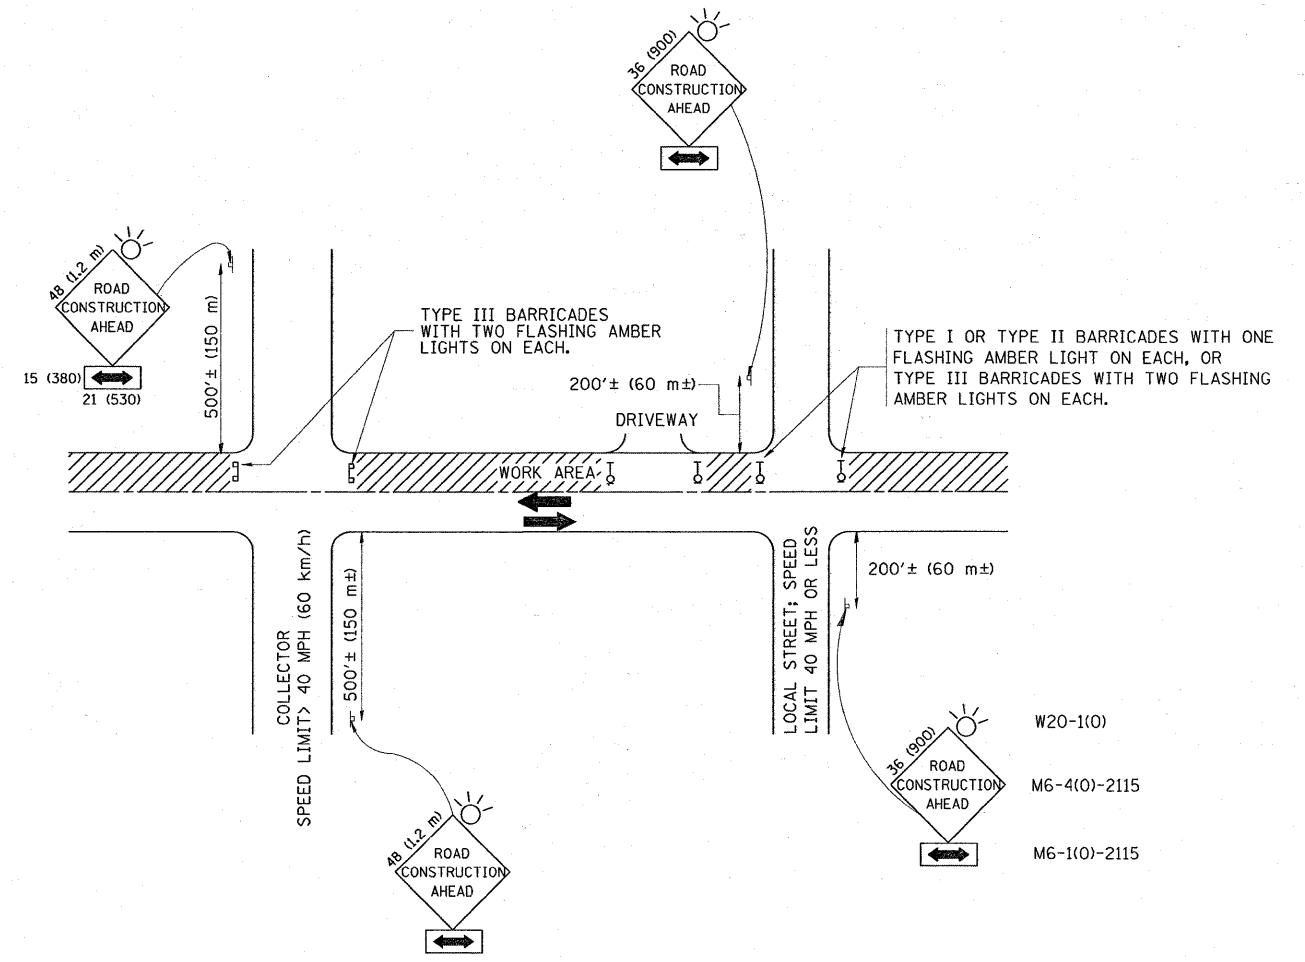 36 (900)
ROAD
CONSTRUCTION
AHEAD
48 (1.2 m)
ROAD
CONSTRUCTION
AHEAD
15 (380)
21 (530)
500'± (150 m)
TYPE III BARRICADES
WITH TWO FLASHING AMBER
LIGHTS ON EACH.
200'± (60 m±)
DRIVEWAY
TYPE I OR TYPE II BARRICADES WITH ONE
FLASHING AMBER LIGHT ON EACH, OR
TYPE III BARRICADES WITH TWO FLASHING
AMBER LIGHTS ON EACH.
WORK AREA
COLLECTOR
SPEED LIMIT> 40 MPH (60 km/h)
500'± (150 m±)
LOCAL STREET; SPEED
LIMIT 40 MPH OR LESS
200'± (60 m±)
48 (1.2 m)
ROAD
CONSTRUCTION
AHEAD
36 (900)
ROAD
CONSTRUCTION
AHEAD
W20-1(O)
M6-4(O)-2115
M6-1(O)-2115